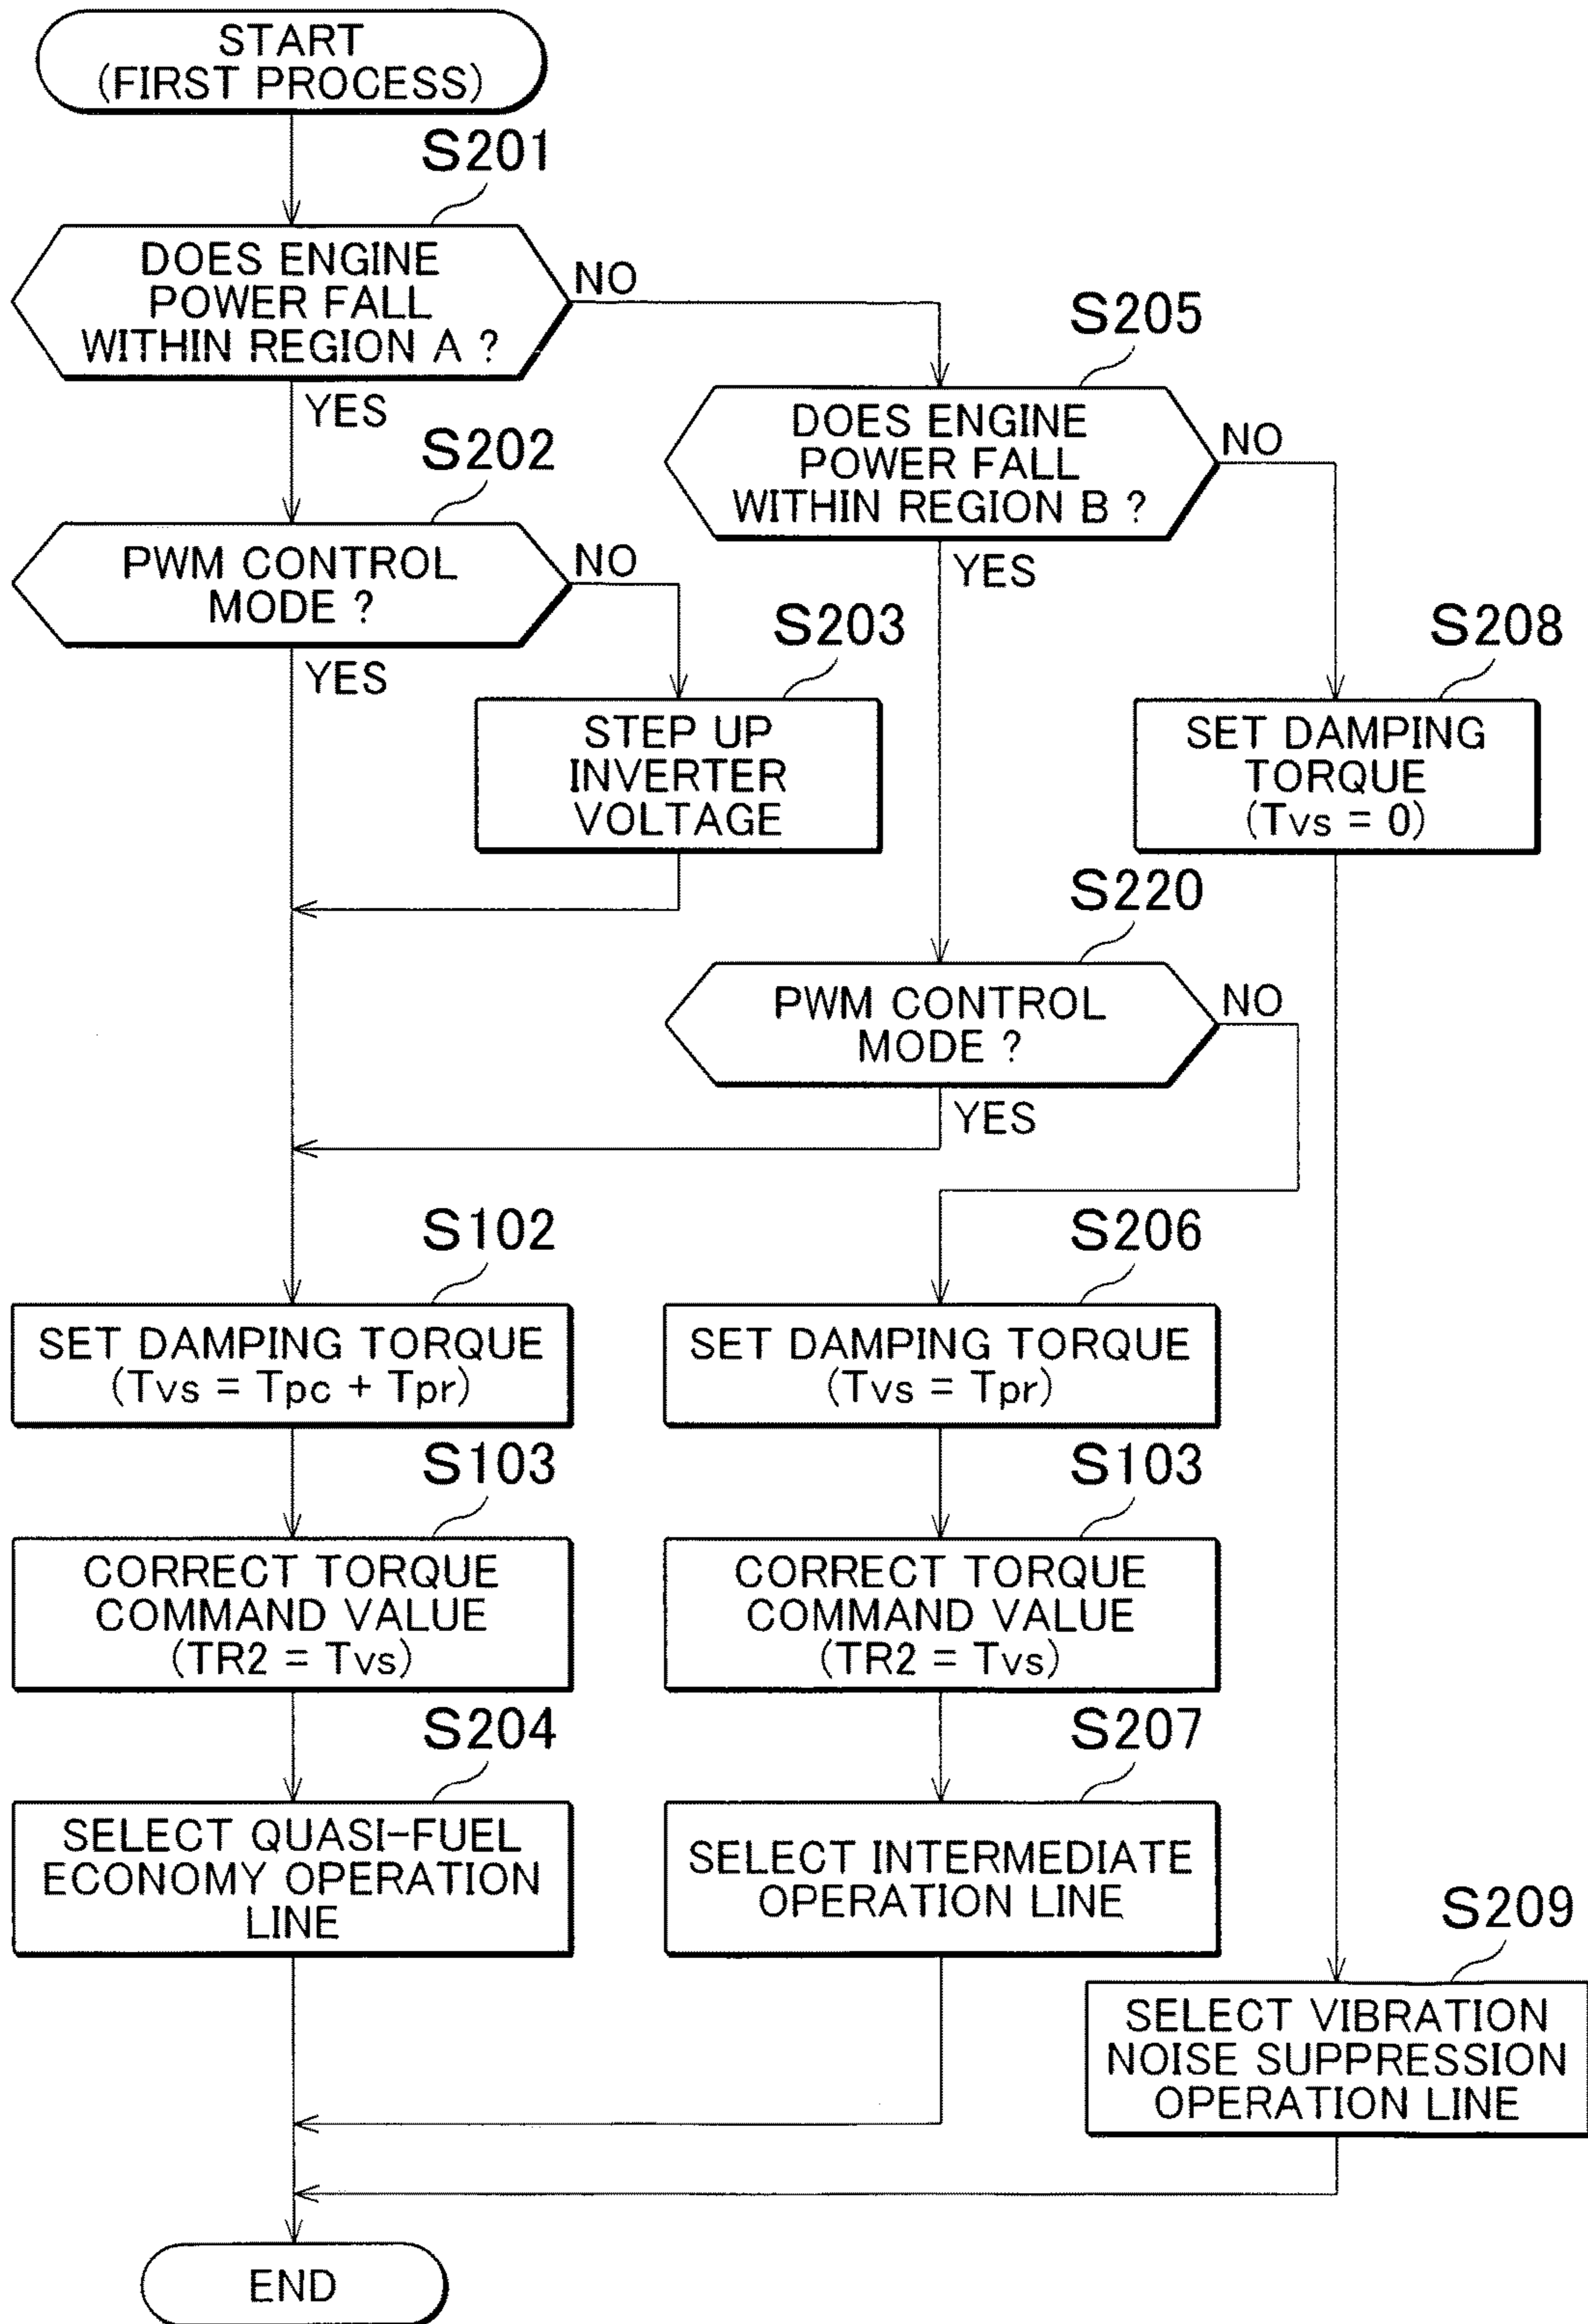 START
(FIRST PROCESS)
S201
DOES ENGINE
POWER FALL
WITHIN REGION A ?
NO
YES
S205
DOES ENGINE
POWER FALL
WITHIN REGION B ?
NO
YES
S202
PWM CONTROL
MODE ?
NO
YES
S203
STEP UP
INVERTER
VOLTAGE
S208
SET DAMPING
TORQUE
(Tvs = 0)
S220
PWM CONTROL
MODE ?
NO
YES
S102
SET DAMPING TORQUE
(Tvs = Tpc + Tpr)
S206
SET DAMPING TORQUE
(Tvs = Tpr)
S103
CORRECT TORQUE
COMMAND VALUE
(TR2 = Tvs)
S103
CORRECT TORQUE
COMMAND VALUE
(TR2 = Tvs)
S204
SELECT QUASI-FUEL
ECONOMY OPERATION
LINE
S207
SELECT INTERMEDIATE
OPERATION LINE
S209
SELECT VIBRATION
NOISE SUPPRESSION
OPERATION LINE
END